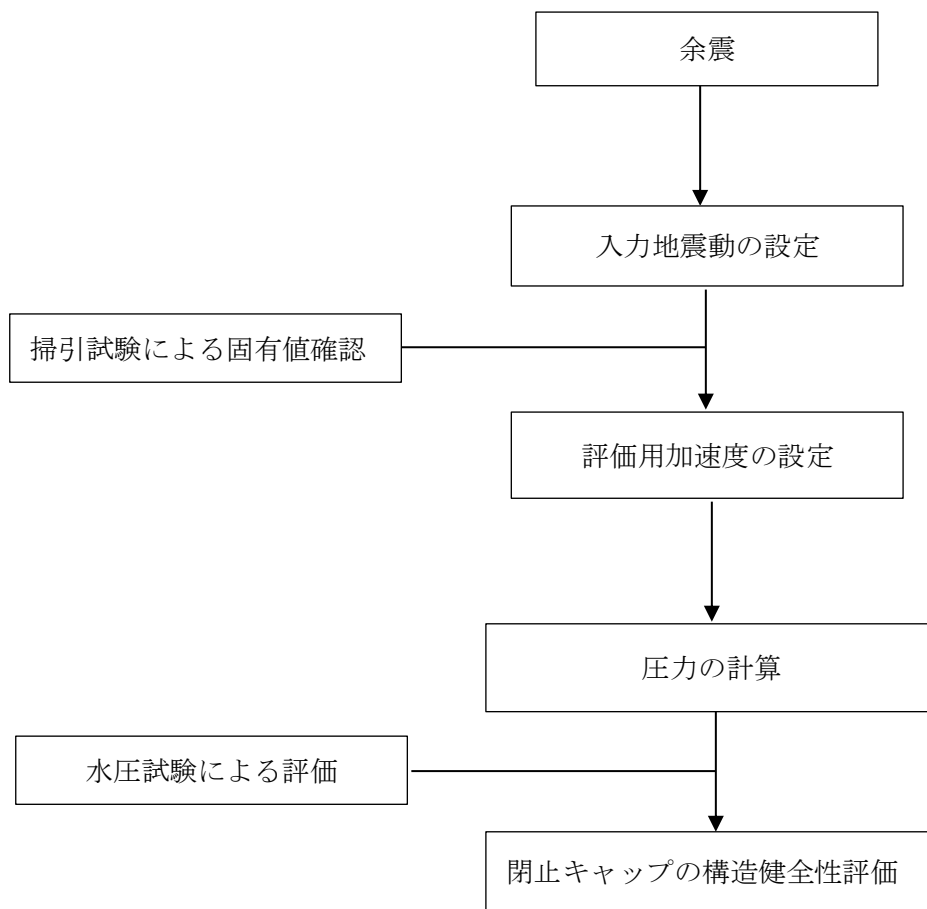 余震
入力地震動の設定
掃引試験による固有値確認
評価用加速度の設定
圧力の計算
水圧試験による評価
閉止キャップの構造健全性評価